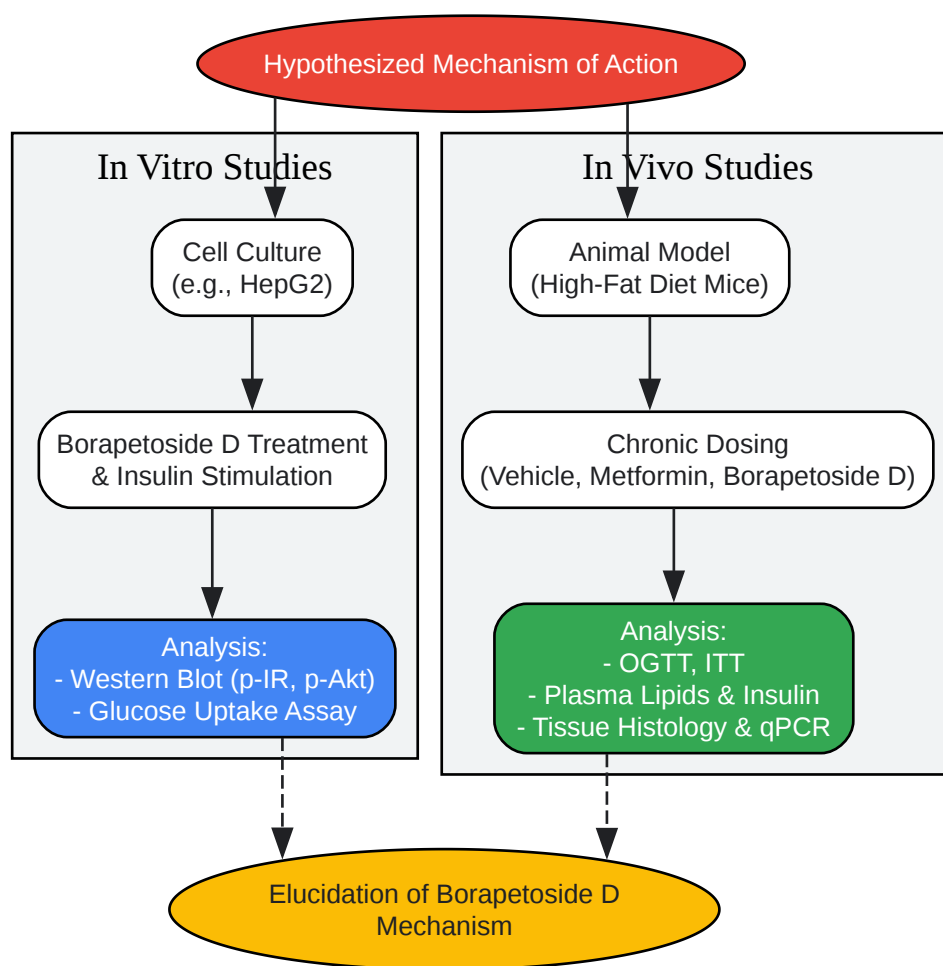 Hypothesized Mechanism of Action
In Vitro Studies
Cell Culture
(e.g., HepG2)
Borapetoside D Treatment
& Insulin Stimulation
Analysis:
- Western Blot (p-IR, p-Akt)
- Glucose Uptake Assay
In Vivo Studies
Animal Model
(High-Fat Diet Mice)
Chronic Dosing
(Vehicle, Metformin, Borapetoside D)
Analysis:
- OGTT, ITT
- Plasma Lipids & Insulin
- Tissue Histology & qPCR
Elucidation of Borapetoside D
Mechanism